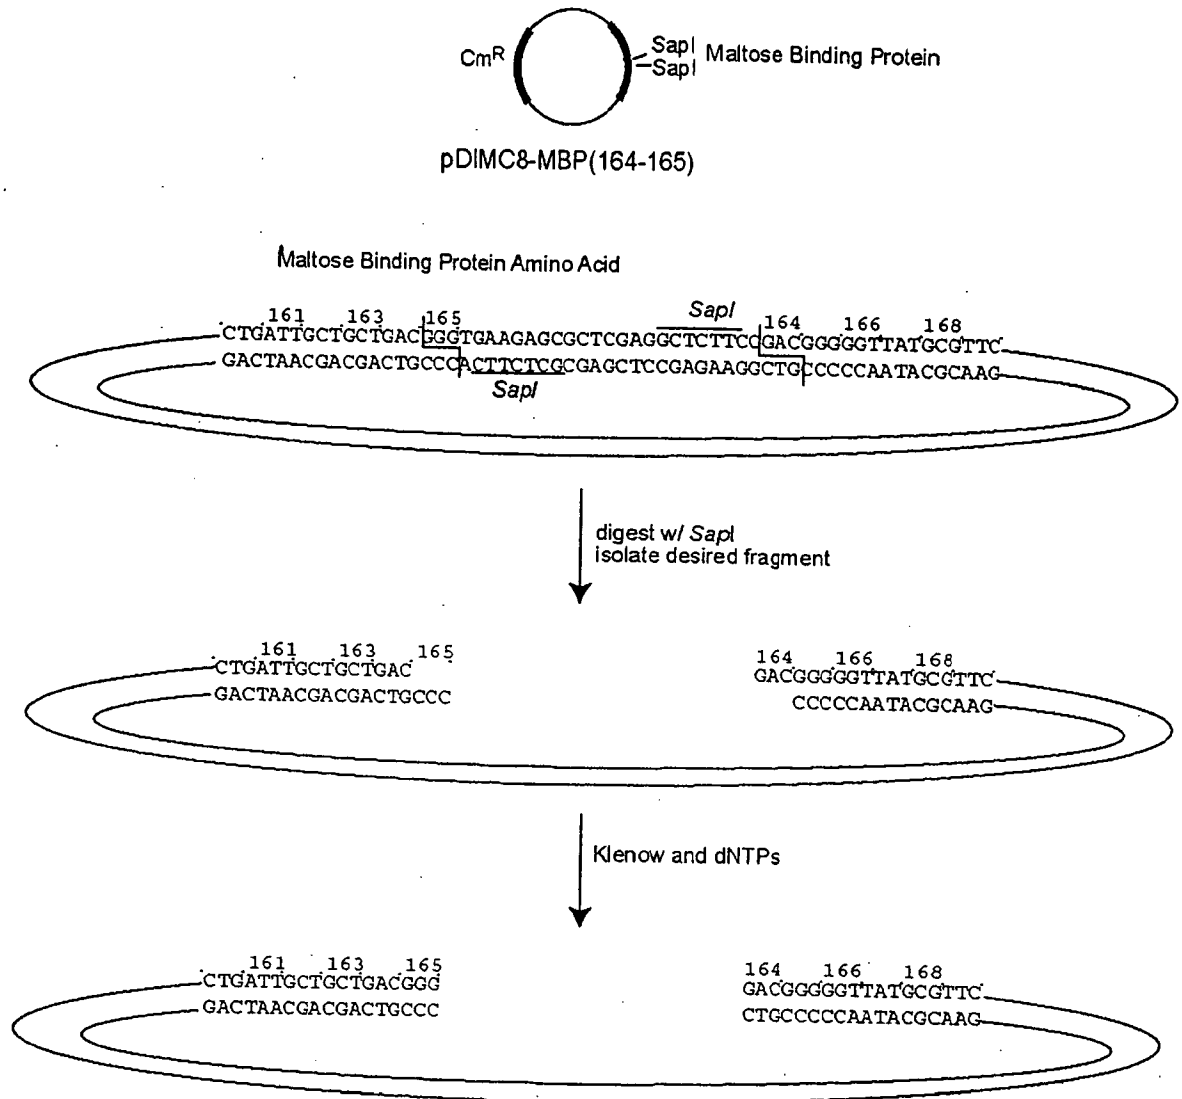 Cm^R
SapI
SapI
Maltose Binding Protein
pDIMC8-MBP(164-165)
Maltose Binding Protein Amino Acid
161 163 165 SapI 164 166 168
CTGATTGCTGCTGACGGGTGAAGAGCGCTCGAGGCTCTTCCGACGGGGGTTATGCGTTC
GACTAACGACGACTGCCCACTTCTCGCGAGCTCCGAGAAGGCTGCCCCCAATACGCAAG
SapI
digest w/ SapI
isolate desired fragment
161 163 165 164 166 168
CTGATTGCTGCTGAC GACGGGGGTTATGCGTTC
GACTAACGACGACTGCCC CCCCCAATACGCAAG
Klenow and dNTPs
161 163 165 164 166 168
CTGATTGCTGCTGACGGG GACGGGGGTTATGCGTTC
GACTAACGACGACTGCCC CTGCCCCCAATACGCAAG